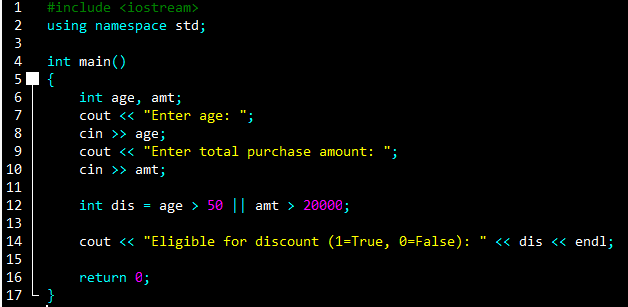 1 #include <iostream>
2 using namespace std;
3
4 int main()
5 {
6 int age, amt;
7 cout << "Enter age: ";
8 cin >> age;
9 cout << "Enter total purchase amount: ";
10 cin >> amt;
11
12 int dis = age > 50 || amt > 20000;
13
14 cout << "Eligible for discount (1=True, 0=False): " << dis << endl;
15
16 return 0;
17 }